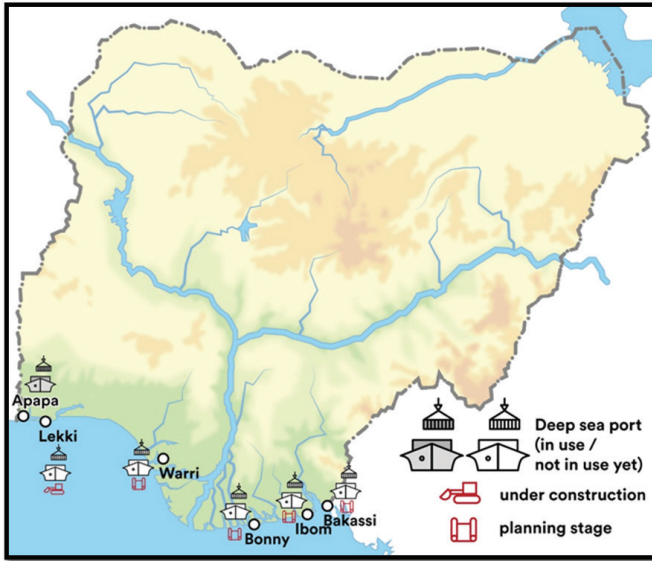 Apapa
Lekki
Warri
Bonny
Ibom
Bakassi
Deep sea port
(in use /
not in use yet)
under construction
planning stage